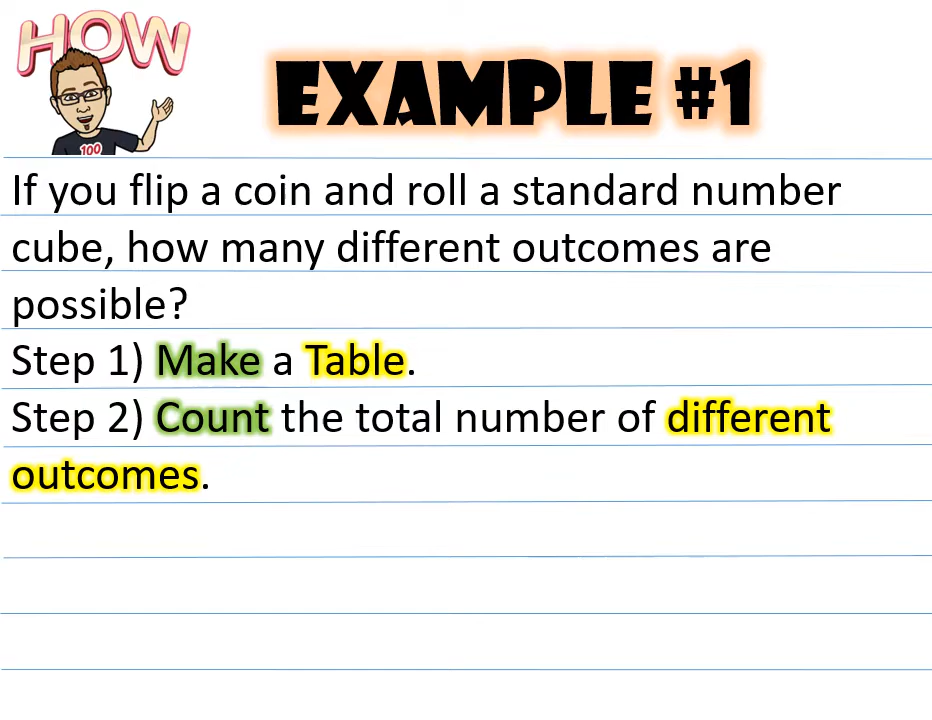 HOW
EXAMPLE #1
100
If you flip a coin and roll a standard number
cube, how many different outcomes are
possible?
Step 1) Make a Table.
Step 2) Count the total number of different
outcomes.